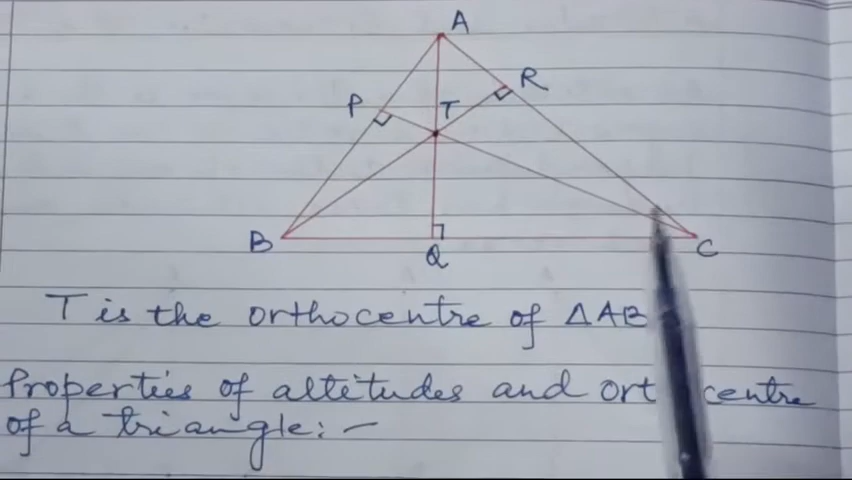 A
P
R
T
B
Q
C
T is the orthocentre of ΔAB
Properties of altitudes and ort centre
of a triangle:-